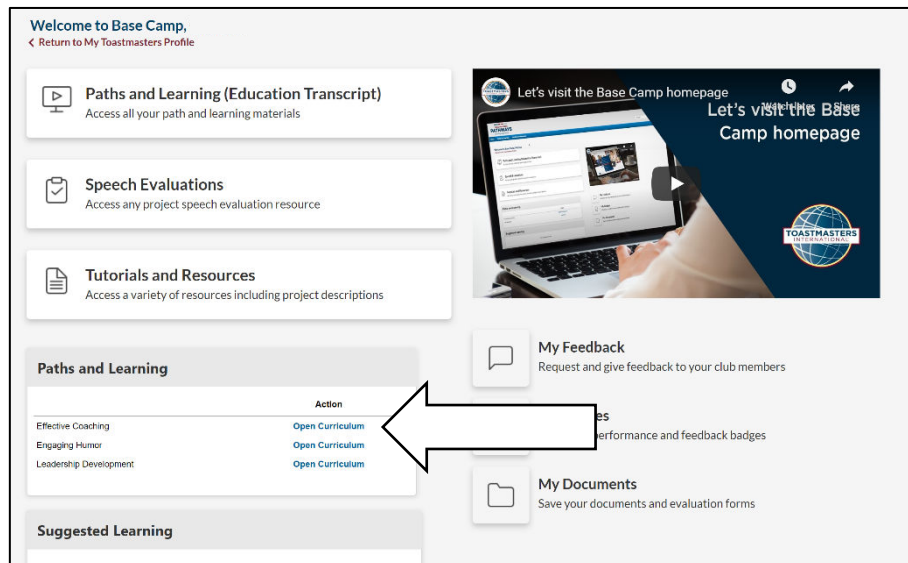 Welcome to Base Camp,
Return to My Toastmasters Profile
Paths and Learning (Education Transcript)
Access all your path and learning materials
Speech Evaluations
Access any project speech evaluation resource
Tutorials and Resources
Access a variety of resources including project descriptions
Paths and Learning
Action
Effective Coaching Open Curriculum
Engaging Humor Open Curriculum
Leadership Development Open Curriculum
Suggested Learning
Let's visit the Base Camp homepage
Watch later Share
Let's visit the Base
Camp homepage
PATHWAYS
TOASTMASTERS
INTERNATIONAL
My Feedback
Request and give feedback to your club members
es
performance and feedback badges
My Documents
Save your documents and evaluation forms